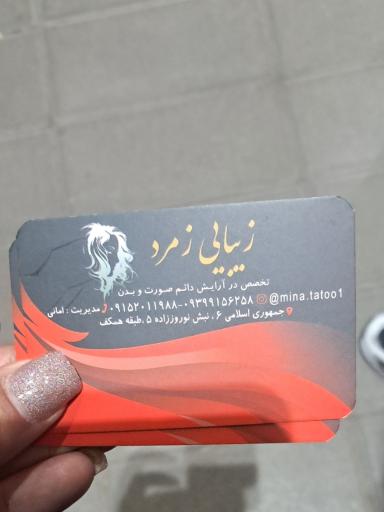 زیبایی زمرد
تخصص در آرایش دائم صورت و بدن
@mina.tatoo1 ۰۹۳۹۹۱۵۶۲۵۸-۰۹۱۵۲۰۱۱۹۸۸ مدیریت : امانی
جمهوری اسلامی ۶ ، نبش نوروززاده ۵ ،طبقه همکف